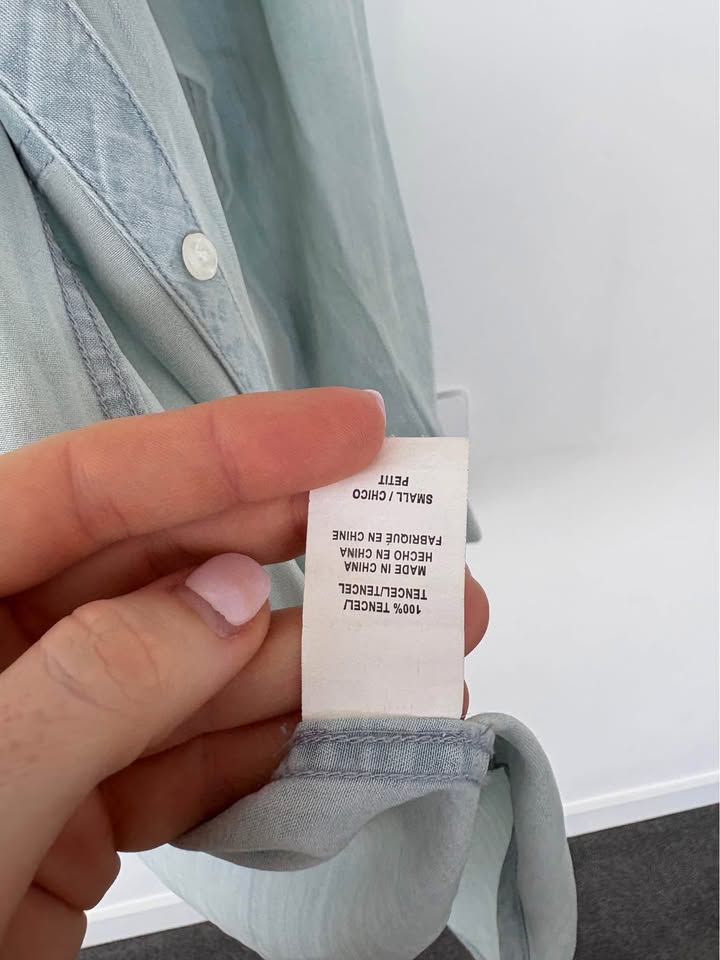 100% TENCEL/
TENCEL/TENCEL
MADE IN CHINA
HECHO EN CHINA
FABRIQUÉ EN CHINE
SMALL / CHICO
PETIT